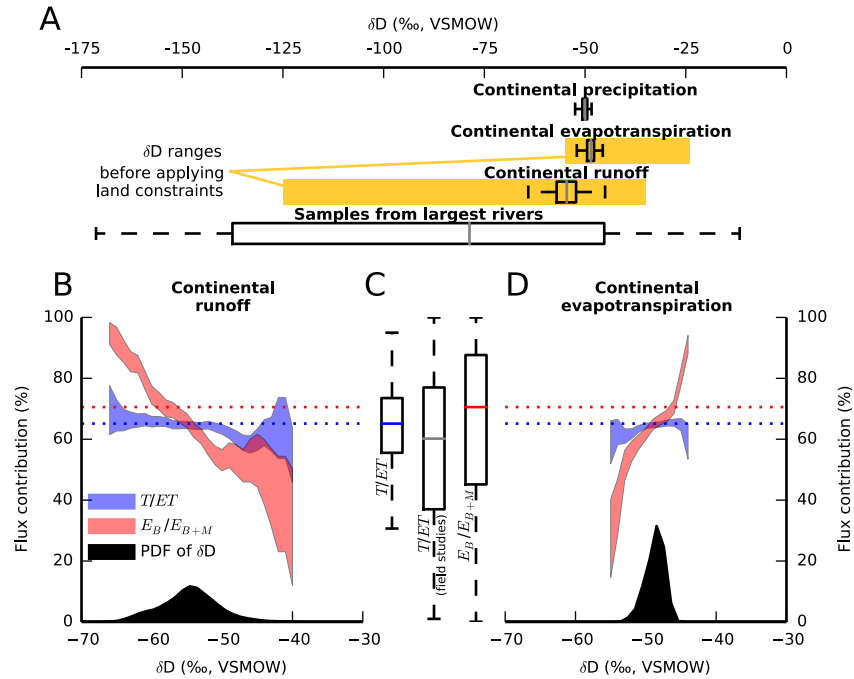 A
δD (‰, VSMOW)
-175 -150 -125 -100 -75 -50 -25 0
Continental precipitation
Continental evapotranspiration
δD ranges
before applying
land constraints
Continental runoff
Samples from largest rivers
B
Continental
runoff
C
D
Continental
evapotranspiration
Flux contribution (%)
100
80
60
40
20
0
T/ET
E_B/E_{B+M}
PDF of δD
−70 −60 −50 −40 −30
δD (‰, VSMOW)
T/ET
T/ET
(field studies)
E_B/E_{B+M}
100
80
60
40
20
0
Flux contribution (%)
−70 −60 −50 −40 −30
δD (‰, VSMOW)